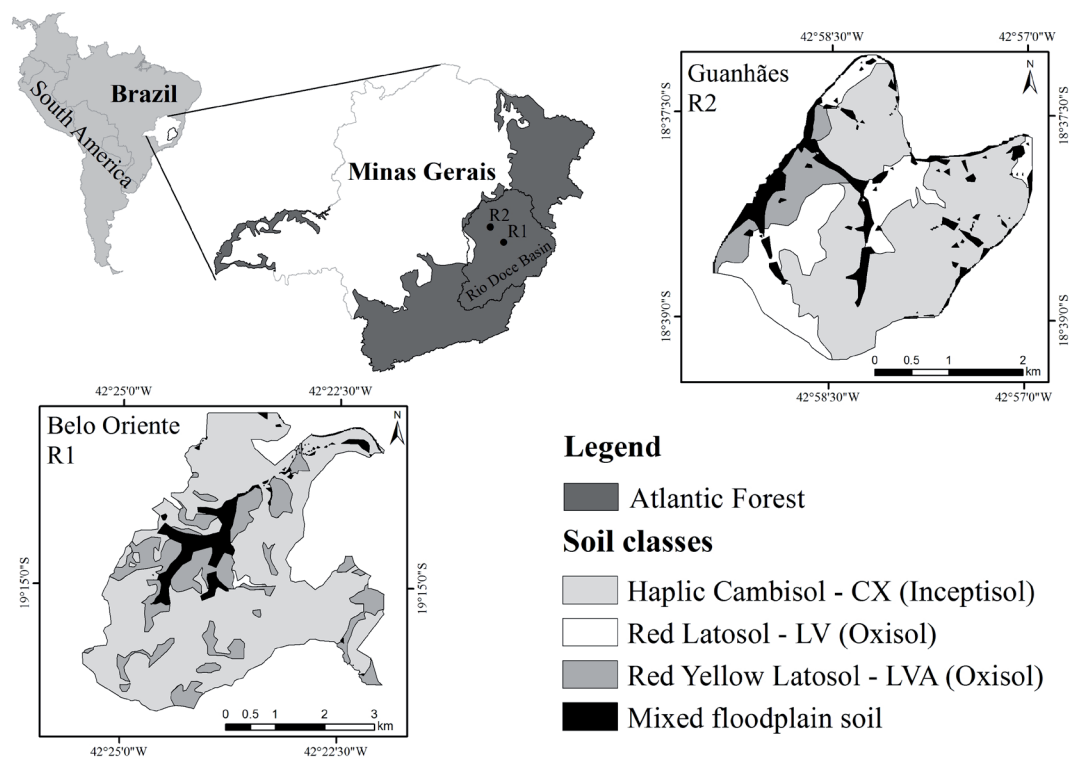 South America
Brazil
Minas Gerais
R2
R1
Rio Doce Basin
42°58'30"W
42°57'0"W
Guanhães
R2
N
18°37'30"S
18°37'30"S
18°39'0"S
18°39'0"S
0 0.5 1 2
km
42°58'30"W
42°57'0"W
42°25'0"W
42°22'30"W
Belo Oriente
R1
N
19°15'0"S
19°15'0"S
0 0.5 1 2 3
km
42°25'0"W
42°22'30"W
Legend
Atlantic Forest
Soil classes
Haplic Cambisol - CX (Inceptisol)
Red Latosol - LV (Oxisol)
Red Yellow Latosol - LVA (Oxisol)
Mixed floodplain soil